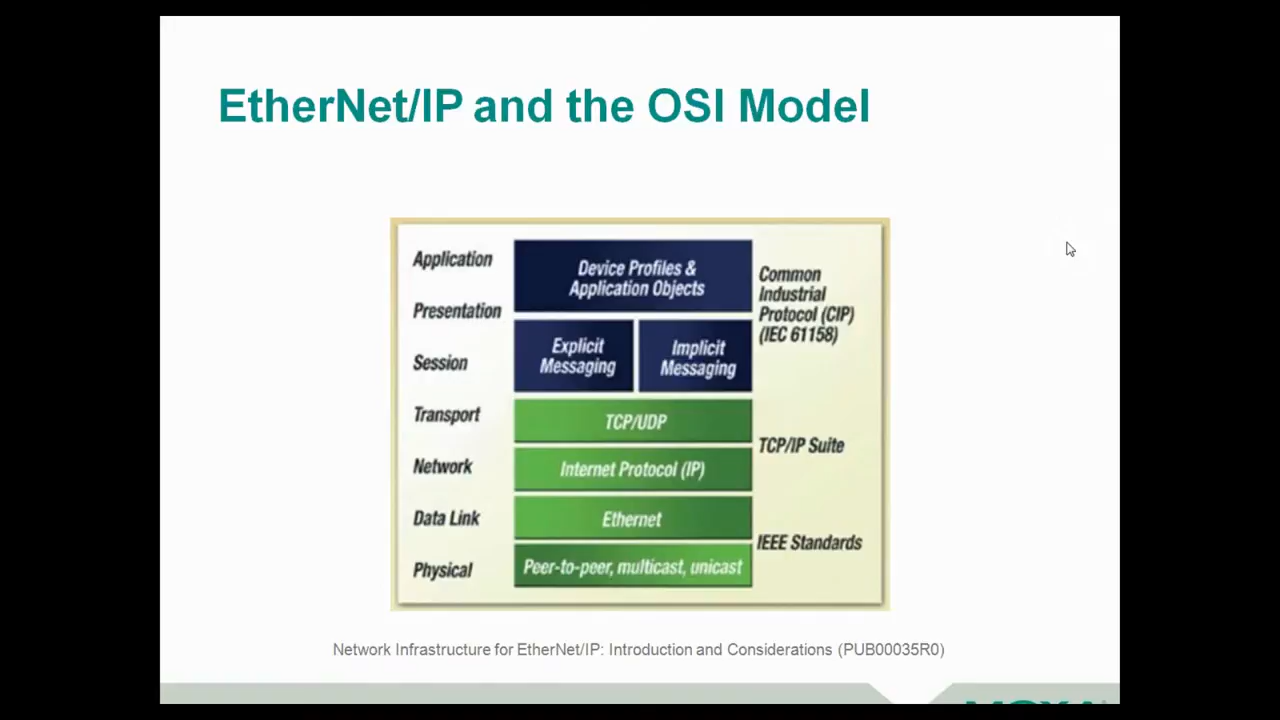 EtherNet/IP and the OSI Model
Application
Device Profiles &
Application Objects
Common
Industrial
Protocol (CIP)
(IEC 61158)
Presentation
Explicit
Messaging
Implicit
Messaging
Session
Transport
TCP/UDP
TCP/IP Suite
Network
Internet Protocol (IP)
Data Link
Ethernet
IEEE Standards
Physical
Peer-to-peer, multicast, unicast
Network Infrastructure for EtherNet/IP: Introduction and Considerations (PUB00035R0)